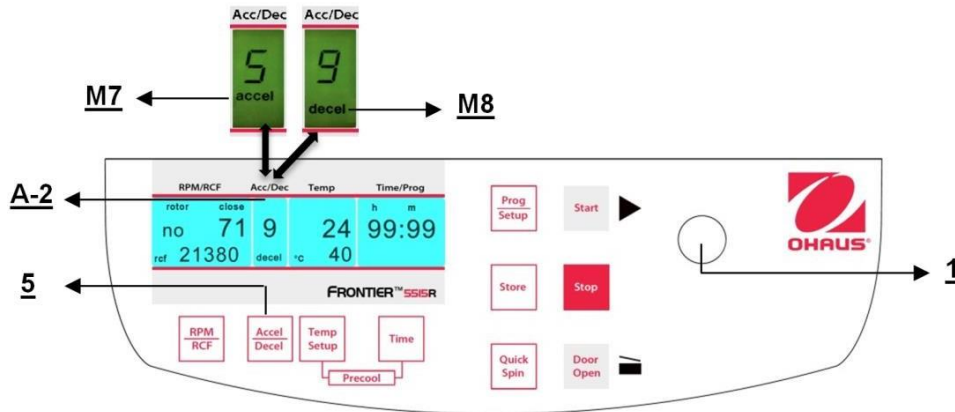 Acc/Dec
Acc/Dec
5
9
accel
decel
M7
M8
A-2
RPM/RCF Acc/Dec Temp Time/Prog
rotor close h m
no 71 9 24 99:99
rcf 21380 decel °C 40
5
FRONTIER™ 5515R
RPM
RCF
Accel
Decel
Temp
Setup
Time
Precool
Prog
Setup
Start
Store
Stop
Quick
Spin
Door
Open
OHAUS®
1